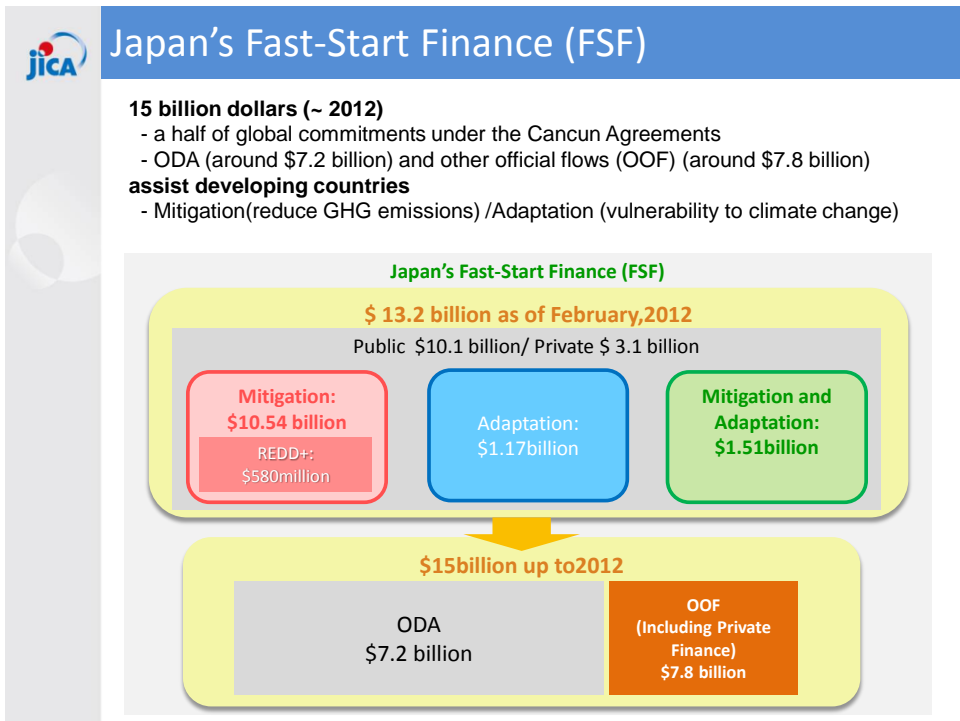 jICA
Japan’s Fast-Start Finance (FSF)
15 billion dollars (~ 2012)
- a half of global commitments under the Cancun Agreements
- ODA (around $7.2 billion) and other official flows (OOF) (around $7.8 billion)
assist developing countries
- Mitigation(reduce GHG emissions) /Adaptation (vulnerability to climate change)
Japan’s Fast-Start Finance (FSF)
$ 13.2 billion as of February,2012
Public $10.1 billion/ Private $ 3.1 billion
Mitigation:
$10.54 billion
REDD+:
$580million
Adaptation:
$1.17billion
Mitigation and
Adaptation:
$1.51billion
$15billion up to2012
ODA
$7.2 billion
OOF
(Including Private
Finance)
$7.8 billion